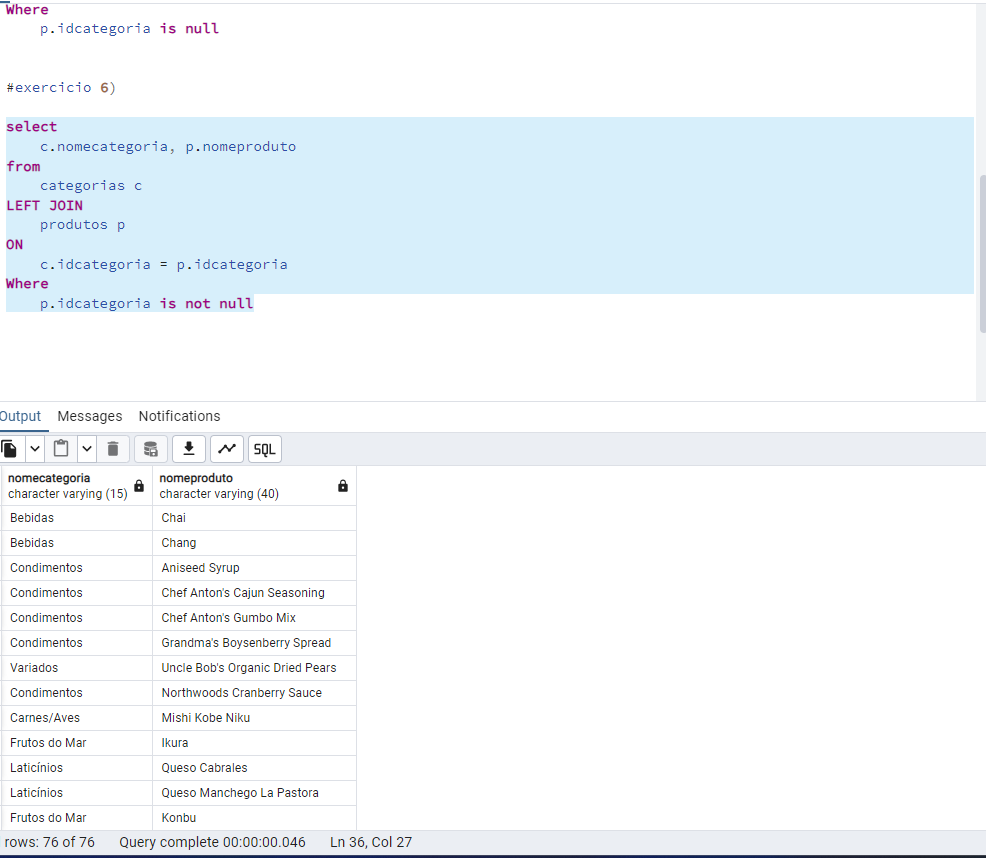 Where
p.idcategoria is null
#exercicio 6)
select
c.nomecategoria, p.nomeproduto
from
categorias c
LEFT JOIN
produtos p
ON
c.idcategoria = p.idcategoria
Where
p.idcategoria is not null
Output Messages Notifications
SQL
nomecategoria nomeproduto
character varying (15) character varying (40)
Bebidas Chai
Bebidas Chang
Condimentos Aniseed Syrup
Condimentos Chef Anton's Cajun Seasoning
Condimentos Chef Anton's Gumbo Mix
Condimentos Grandma's Boysenberry Spread
Variados Uncle Bob's Organic Dried Pears
Condimentos Northwoods Cranberry Sauce
Carnes/Aves Mishi Kobe Niku
Frutos do Mar Ikura
Laticínios Queso Cabrales
Laticínios Queso Manchego La Pastora
Frutos do Mar Konbu
rows: 76 of 76 Query complete 00:00:00.046 Ln 36, Col 27